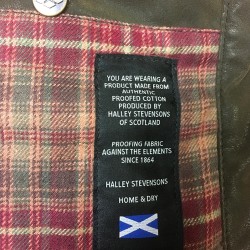 YOU ARE WEARING A
PRODUCT MADE FROM
AUTHENTIC
PROOFED COTTON
PRODUCED BY
HALLEY STEVENSONS
OF SCOTLAND
PROOFING FABRIC
AGAINST THE ELEMENTS
SINCE 1864
HALLEY STEVENSONS
HOME & DRY